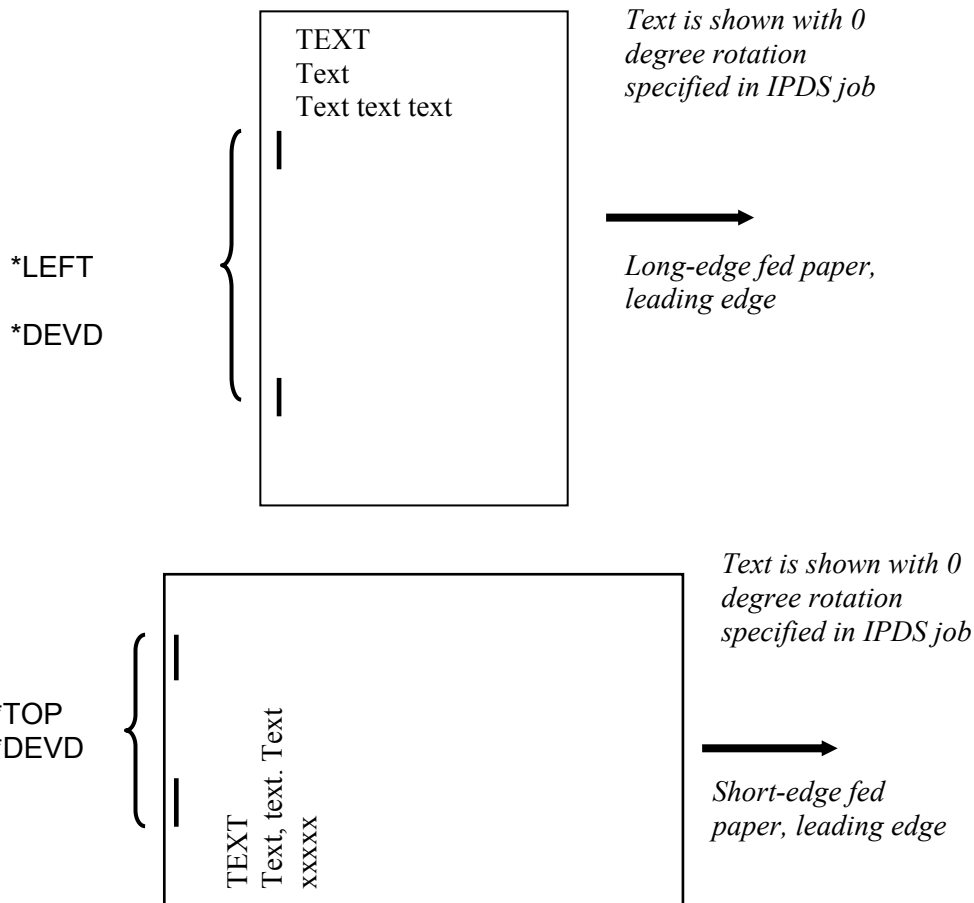 TEXT
Text
Text text text
Text is shown with 0
degree rotation
specified in IPDS job
*LEFT
*DEVD
Long-edge fed paper,
leading edge
Text is shown with 0
degree rotation
specified in IPDS job
*TOP
*DEVD
TEXT
Text, text. Text
xxxxx
Short-edge fed
paper, leading edge